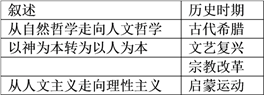 叙述 历史时期
从自然哲学走向人文哲学 古代希腊
以神为本转为以人为本 文艺复兴
宗教改革
从人文主义走向理性主义 启蒙运动